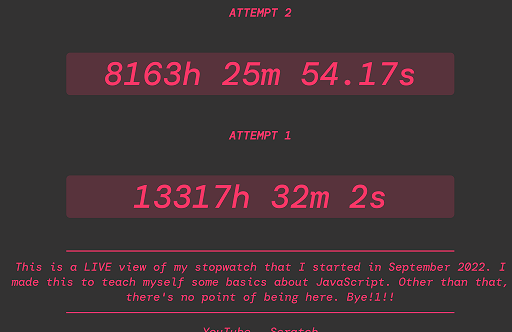 ATTEMPT 2
8163h 25m 54.17s
ATTEMPT 1
13317h 32m 2s
This is a LIVE view of my stopwatch that I started in September 2022. I
made this to teach myself some basics about JavaScript. Other than that,
there's no point of being here. Bye!1!!
YouTube Scratch